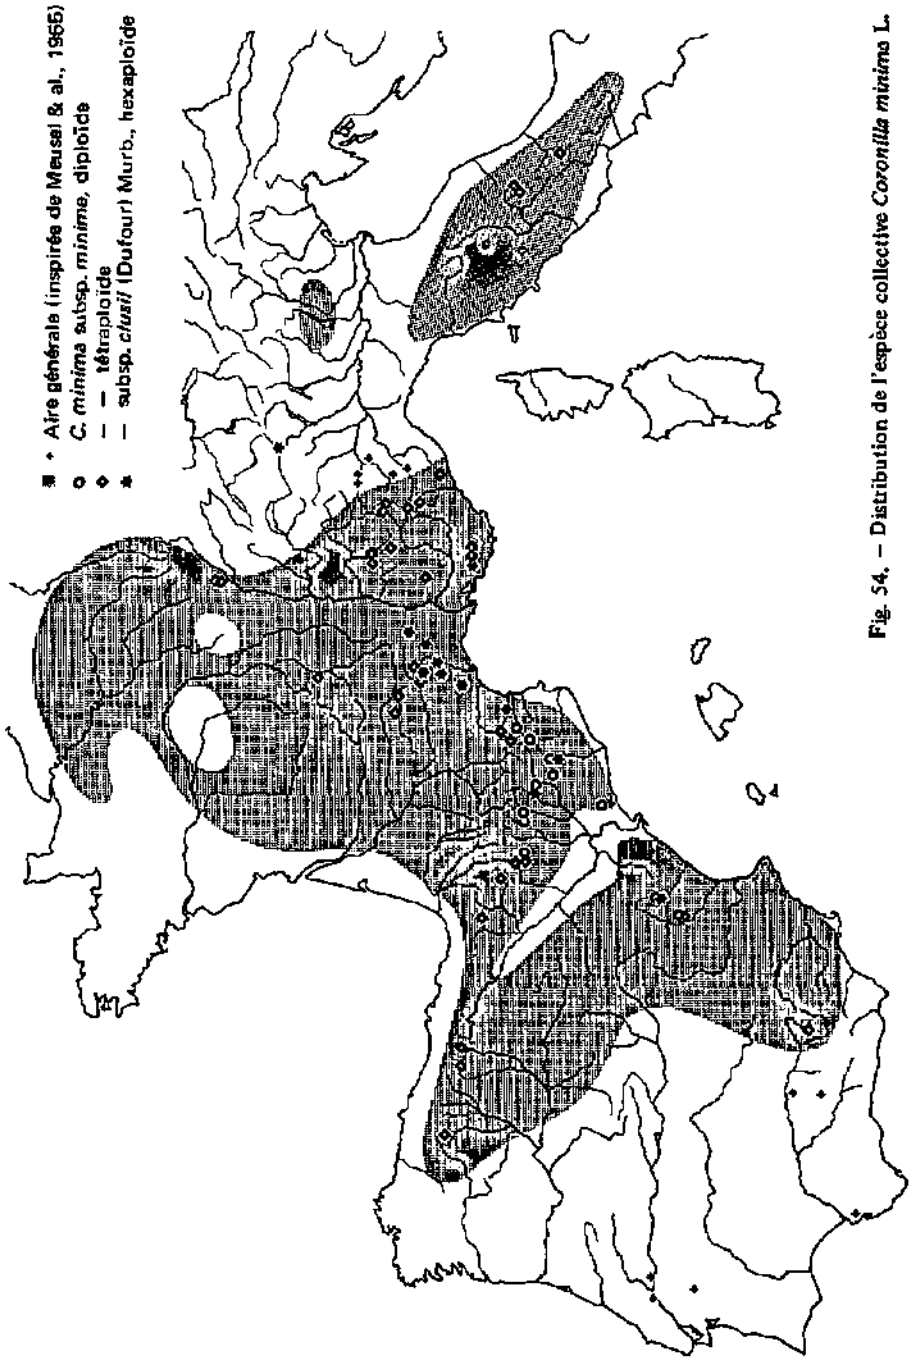 Aire générale (inspirée de Meusel & al., 1965)
C. minima subsp. minima, diploïde
— — tétraploïde
— subsp. clusii (Dufour) Murb., hexaploïde
Fig. 54. – Distribution de l'espèce collective Coronilla minima L.